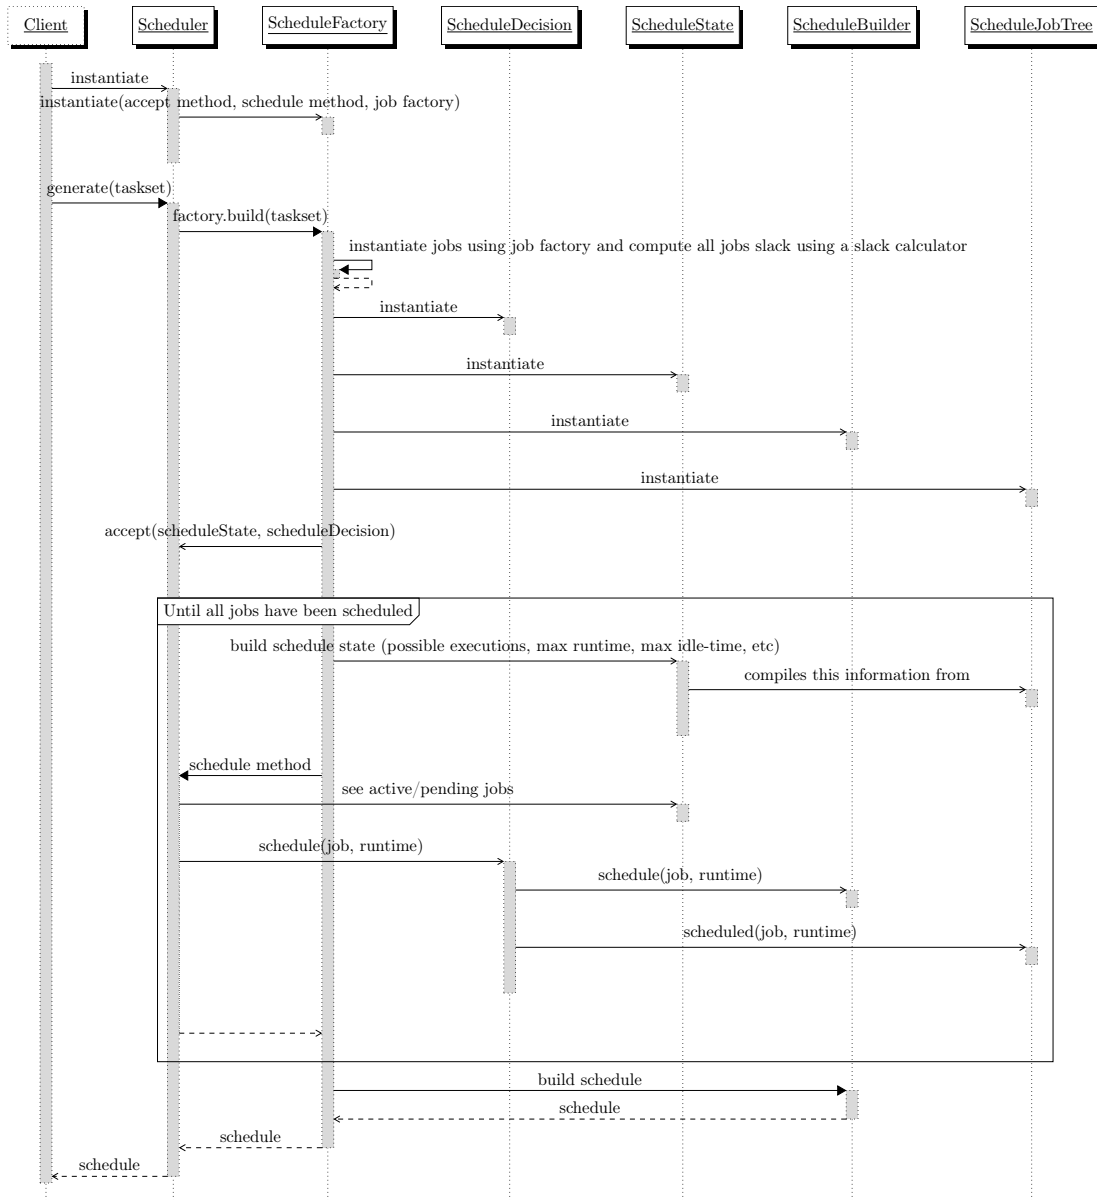 Client
Scheduler
ScheduleFactory
ScheduleDecision
ScheduleState
ScheduleBuilder
ScheduleJobTree
instantiate
instantiate(accept method, schedule method, job factory)
generate(taskset)
factory.build(taskset)
instantiate jobs using job factory and compute all jobs slack using a slack calculator
instantiate
instantiate
instantiate
instantiate
accept(scheduleState, scheduleDecision)
Until all jobs have been scheduled
build schedule state (possible executions, max runtime, max idle-time, etc)
compiles this information from
schedule method
see active/pending jobs
schedule(job, runtime)
schedule(job, runtime)
scheduled(job, runtime)
build schedule
schedule
schedule
schedule